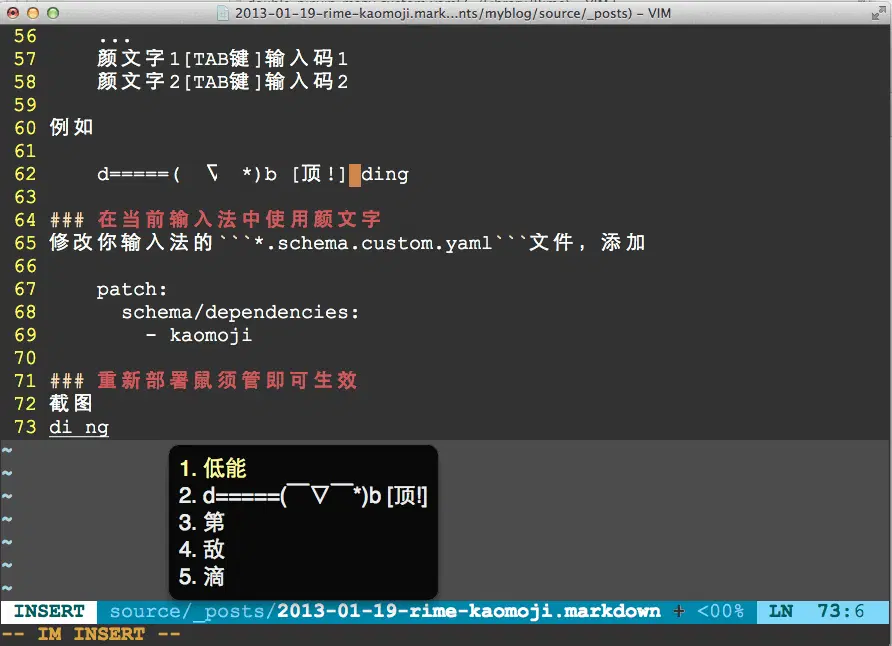 2013-01-19-rime-kaomoji.mark...nts/myblog/source/_posts) – VIM
56 ...
57 颜文字1[TAB键]输入码1
58 颜文字2[TAB键]输入码2
59
60 例如
61
62 d=====( ▽ *)b [顶!] ding
63
64 ### 在当前输入法中使用颜文字
65 修改你输入法的```*.schema.custom.yaml```文件，添加
66
67 patch:
68 schema/dependencies:
69 - kaomoji
70
71 ### 重新部署鼠须管即可生效
72 截图
73 di ng
~
~
~
~
~
~
~
1. 低能
2. d=====(￣▽￣*)b [顶!]
3. 第
4. 敌
5. 滴
INSERT source/_posts/2013-01-19-rime-kaomoji.markdown + <00% LN 73:6
-- IM INSERT --